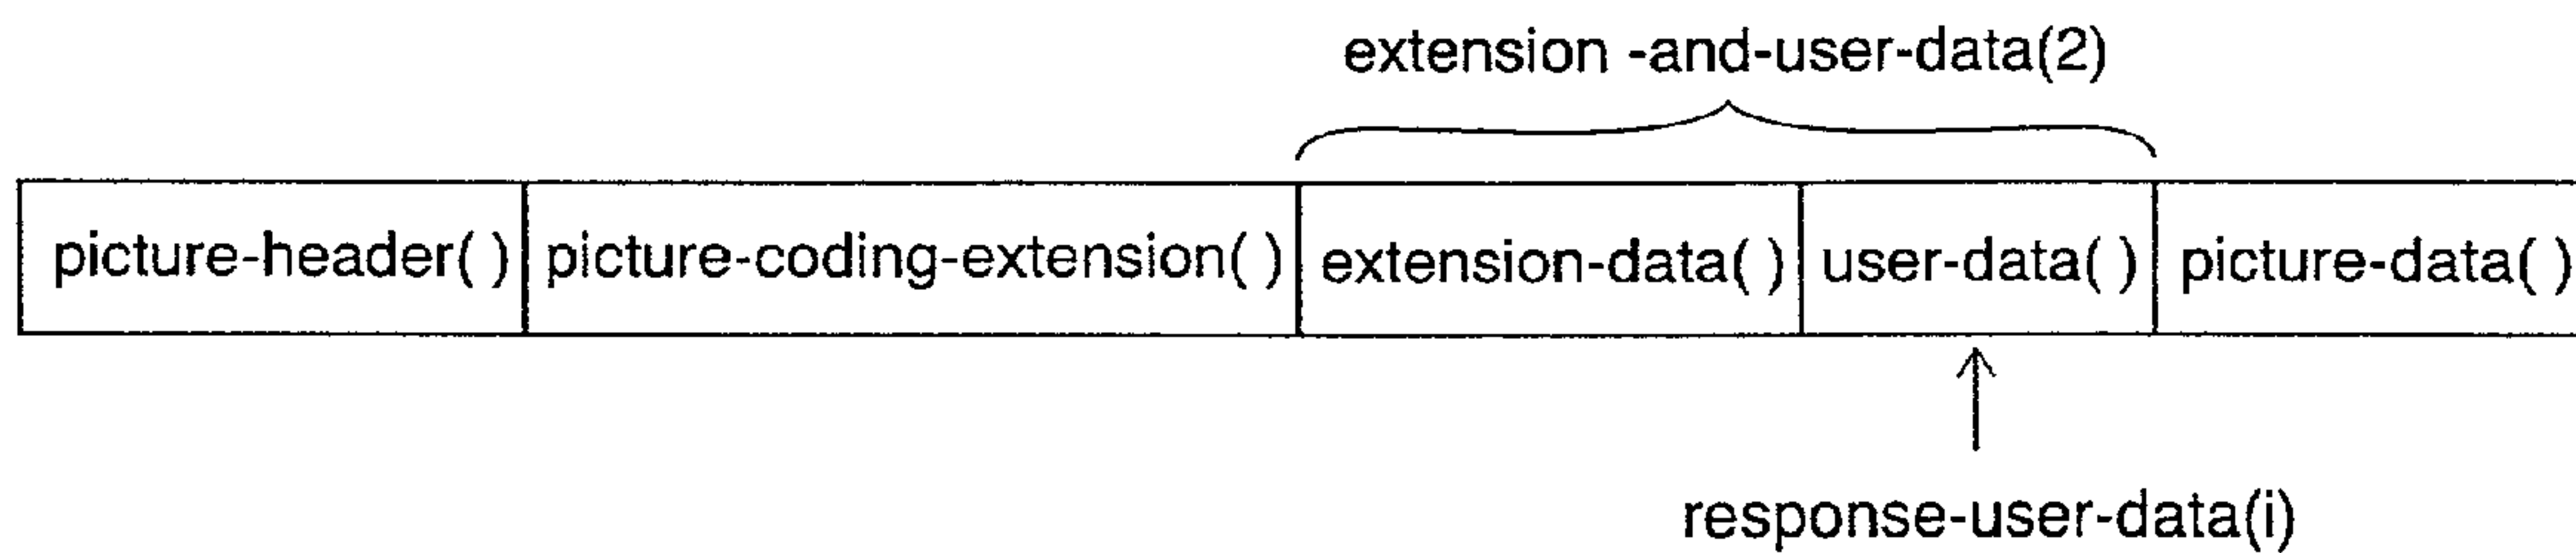 extension -and-user-data(2)
picture-header( ) picture-coding-extension( ) extension-data( ) user-data( ) picture-data( )
response-user-data(i)